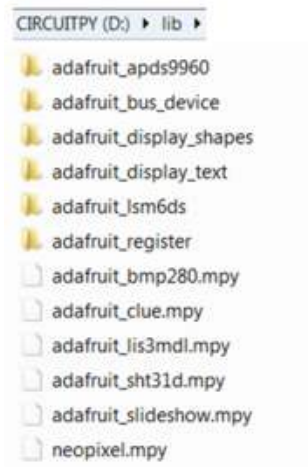 CIRCUITPY (D:) ▸ lib ▸
adafruit_apds9960
adafruit_bus_device
adafruit_display_shapes
adafruit_display_text
adafruit_lsm6ds
adafruit_register
adafruit_bmp280.mpy
adafruit_clue.mpy
adafruit_lis3mdl.mpy
adafruit_sht31d.mpy
adafruit_slideshow.mpy
neopixel.mpy